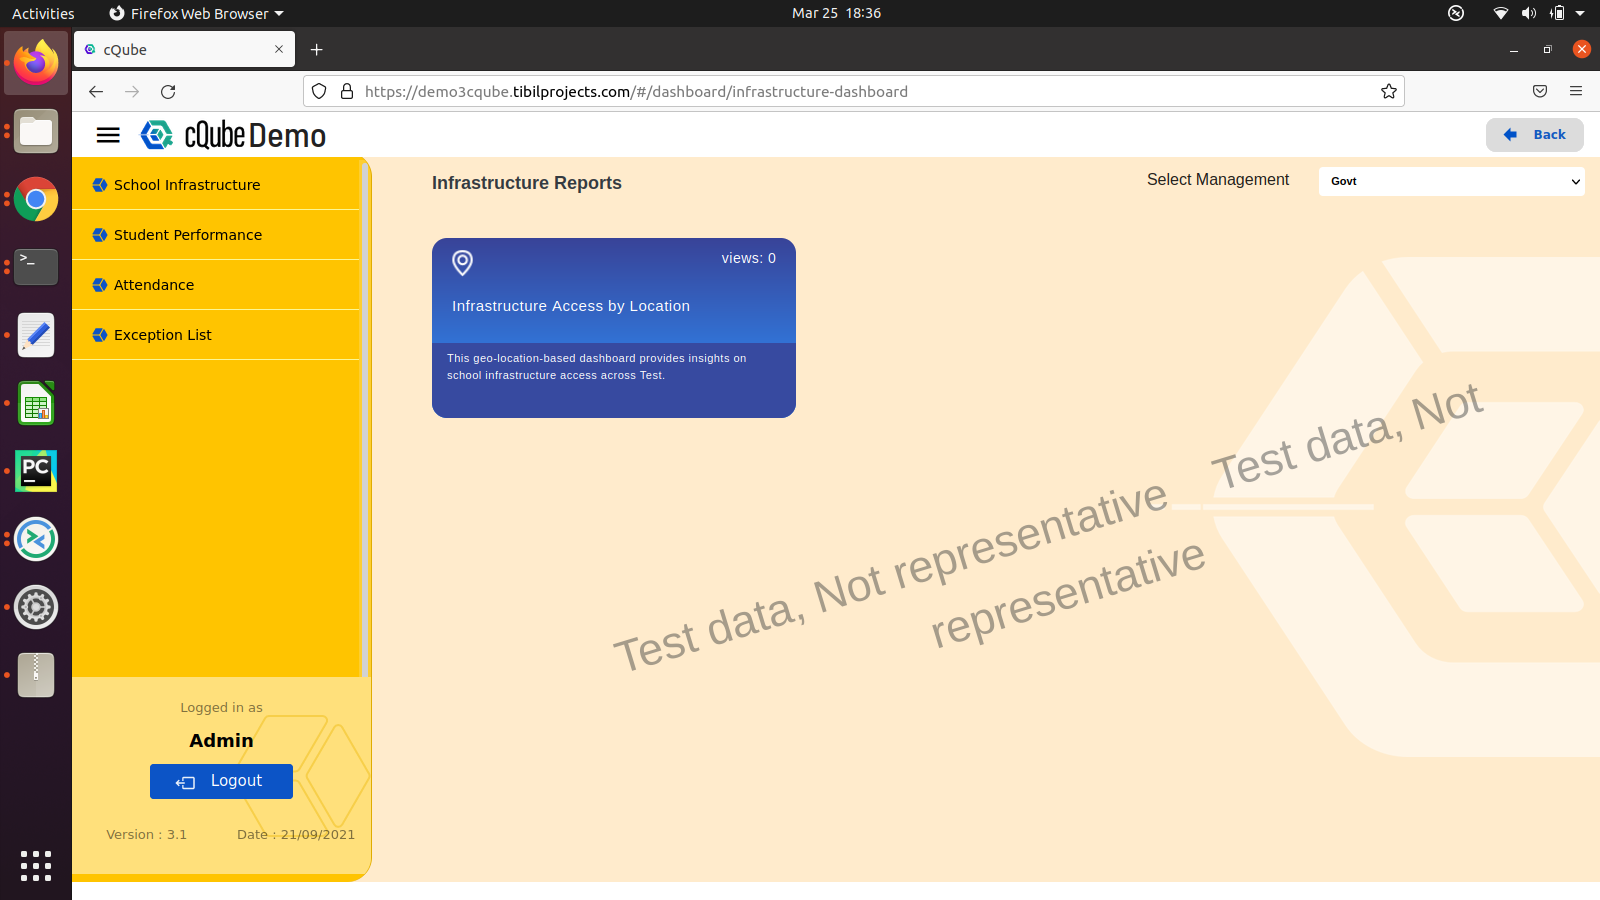 Activities
Firefox Web Browser
Mar 25 18:36
cQube
https://demo3cqube.tibilprojects.com/#/dashboard/infrastructure-dashboard
cQube Demo
Back
School Infrastructure
Student Performance
Attendance
Exception List
Infrastructure Reports
Select Management
Govt
views: 0
Infrastructure Access by Location
This geo-location-based dashboard provides insights on
school infrastructure access across Test.
Test data, Not representative
Test data, Not
representative
Logged in as
Admin
Logout
Version : 3.1
Date : 21/09/2021
>_
PC